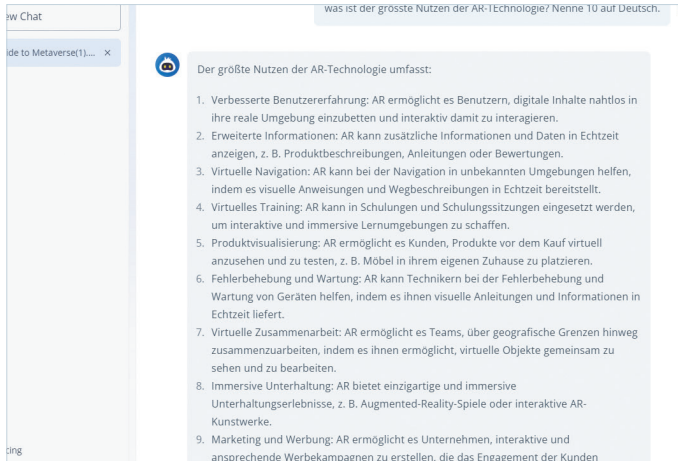 was ist der grösste Nutzen der AR-TEchnologie? Nenne 10 auf Deutsch.
ew Chat
ide to Metaverse(1).... ×
Der größte Nutzen der AR-Technologie umfasst:
1. Verbesserte Benutzererfahrung: AR ermöglicht es Benutzern, digitale Inhalte nahtlos in
ihre reale Umgebung einzubetten und interaktiv damit zu interagieren.
2. Erweiterte Informationen: AR kann zusätzliche Informationen und Daten in Echtzeit
anzeigen, z. B. Produktbeschreibungen, Anleitungen oder Bewertungen.
3. Virtuelle Navigation: AR kann bei der Navigation in unbekannten Umgebungen helfen,
indem es visuelle Anweisungen und Wegbeschreibungen in Echtzeit bereitstellt.
4. Virtuelles Training: AR kann in Schulungen und Schulungssitzungen eingesetzt werden,
um interaktive und immersive Lernumgebungen zu schaffen.
5. Produktvisualisierung: AR ermöglicht es Kunden, Produkte vor dem Kauf virtuell
anzusehen und zu testen, z. B. Möbel in ihrem eigenen Zuhause zu platzieren.
6. Fehlerbehebung und Wartung: AR kann Technikern bei der Fehlerbehebung und
Wartung von Geräten helfen, indem es ihnen visuelle Anleitungen und Informationen in
Echtzeit liefert.
7. Virtuelle Zusammenarbeit: AR ermöglicht es Teams, über geografische Grenzen hinweg
zusammenzuarbeiten, indem es ihnen ermöglicht, virtuelle Objekte gemeinsam zu
sehen und zu bearbeiten.
8. Immersive Unterhaltung: AR bietet einzigartige und immersive
Unterhaltungserlebnisse, z. B. Augmented-Reality-Spiele oder interaktive AR-
Kunstwerke.
9. Marketing und Werbung: AR ermöglicht es Unternehmen, interaktive und
ansprechende Werbekampagnen zu erstellen, die das Engagement der Kunden
cing